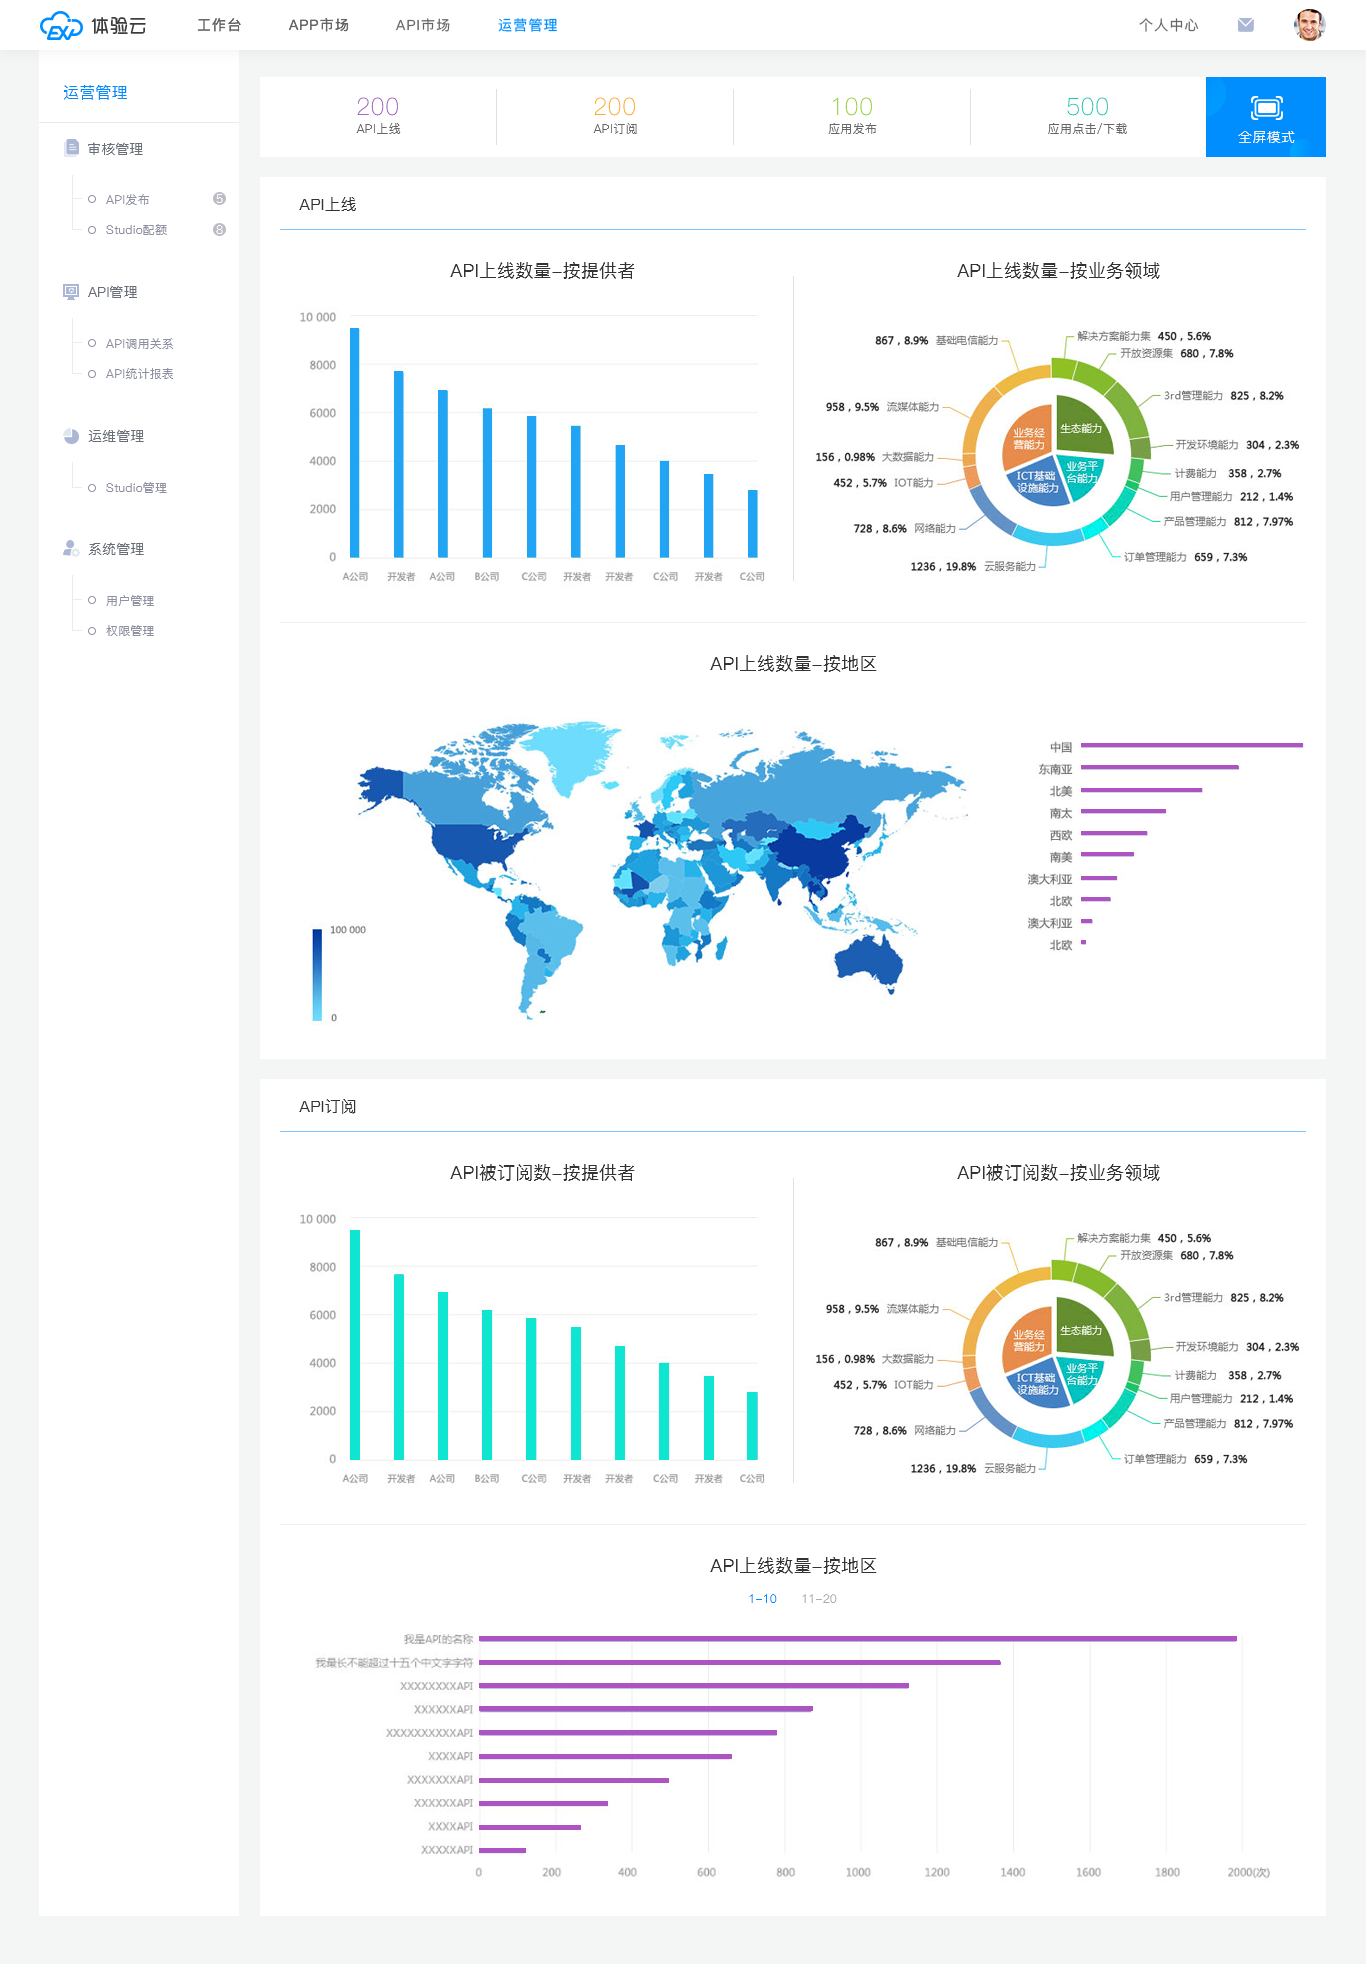 EXP 体验云
工作台 APP市场 API市场 运营管理 个人中心
运营管理
审核管理
API发布 5
Studio配额 8
API管理
API调用关系
API统计报表
运维管理
Studio管理
系统管理
用户管理
权限管理
200
API上线
200
API订阅
100
应用发布
500
应用点击/下载
全屏模式
API上线
API上线数量-按提供者
10 000
8000
6000
4000
2000
0
A公司 开发者 A公司 B公司 C公司 开发者 开发者 C公司 开发者 C公司
API上线数量-按业务领域
867，8.9% 基础电信能力
958，9.5% 流媒体能力
156，0.98% 大数据能力
452，5.7% IOT能力
728，8.6% 网络能力
1236，19.8% 云服务能力
解决方案能力集 450，5.6%
开放资源集 680，7.8%
3rd管理能力 825，8.2%
开发环境能力 304，2.3%
计费能力 358，2.7%
用户管理能力 212，1.4%
产品管理能力 812，7.97%
订单管理能力 659，7.3%
业务经
营能力
生态能力
ICT基础
设施能力
业务平
台能力
API上线数量-按地区
100 000
0
中国
东南亚
北美
南太
西欧
南美
澳大利亚
北欧
澳大利亚
北欧
API订阅
API被订阅数-按提供者
10 000
8000
6000
4000
2000
0
A公司 开发者 A公司 B公司 C公司 开发者 开发者 C公司 开发者 C公司
API被订阅数-按业务领域
867，8.9% 基础电信能力
958，9.5% 流媒体能力
156，0.98% 大数据能力
452，5.7% IOT能力
728，8.6% 网络能力
1236，19.8% 云服务能力
解决方案能力集 450，5.6%
开放资源集 680，7.8%
3rd管理能力 825，8.2%
开发环境能力 304，2.3%
计费能力 358，2.7%
用户管理能力 212，1.4%
产品管理能力 812，7.97%
订单管理能力 659，7.3%
业务经
营能力
生态能力
ICT基础
设施能力
业务平
台能力
API上线数量-按地区
1-10 11-20
我是API的名称
我最长不能超过十五个中文字字符
XXXXXXXXAPI
XXXXXXAPI
XXXXXXXXXXAPI
XXXXAPI
XXXXXXXAPI
XXXXXXAPI
XXXXAPI
XXXXXAPI
0 200 400 600 800 1000 1200 1400 1600 1800 2000(次)